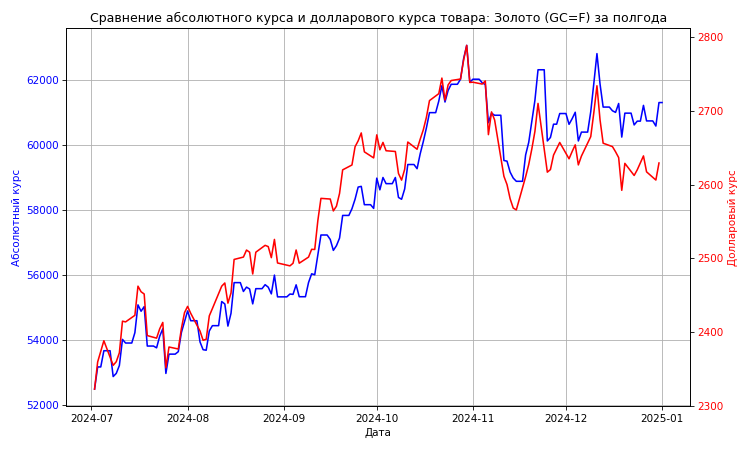 Сравнение абсолютного курса и долларового курса товара: Золото (GC=F) за полгода
Абсолютный курс
62000
60000
58000
56000
54000
52000
2800
2700
2600
2500
2400
2300
Долларовый курс
2024-07 2024-08 2024-09 2024-10 2024-11 2024-12 2025-01
Дата